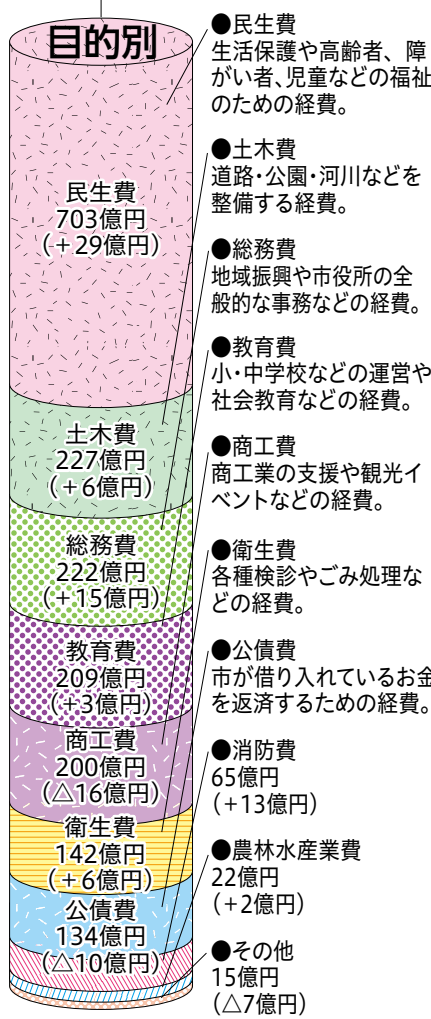 目的別
民生費
703億円
(+29億円)
土木費
227億円
(+6億円)
総務費
222億円
(+15億円)
教育費
209億円
(+3億円)
商工費
200億円
(△16億円)
衛生費
142億円
(+6億円)
公債費
134億円
(△10億円)
●民生費
生活保護や高齢者、障
がい者、児童などの福祉
のための経費。
●土木費
道路・公園・河川などを
整備する経費。
●総務費
地域振興や市役所の全
般的な事務などの経費。
●教育費
小・中学校などの運営や
社会教育などの経費。
●商工費
商工業の支援や観光イ
ベントなどの経費。
●衛生費
各種検診やごみ処理な
どの経費。
●公債費
市が借り入れているお金
を返済するための経費。
●消防費
65億円
(+13億円)
●農林水産業費
22億円
(+2億円)
●その他
15億円
(△7億円)